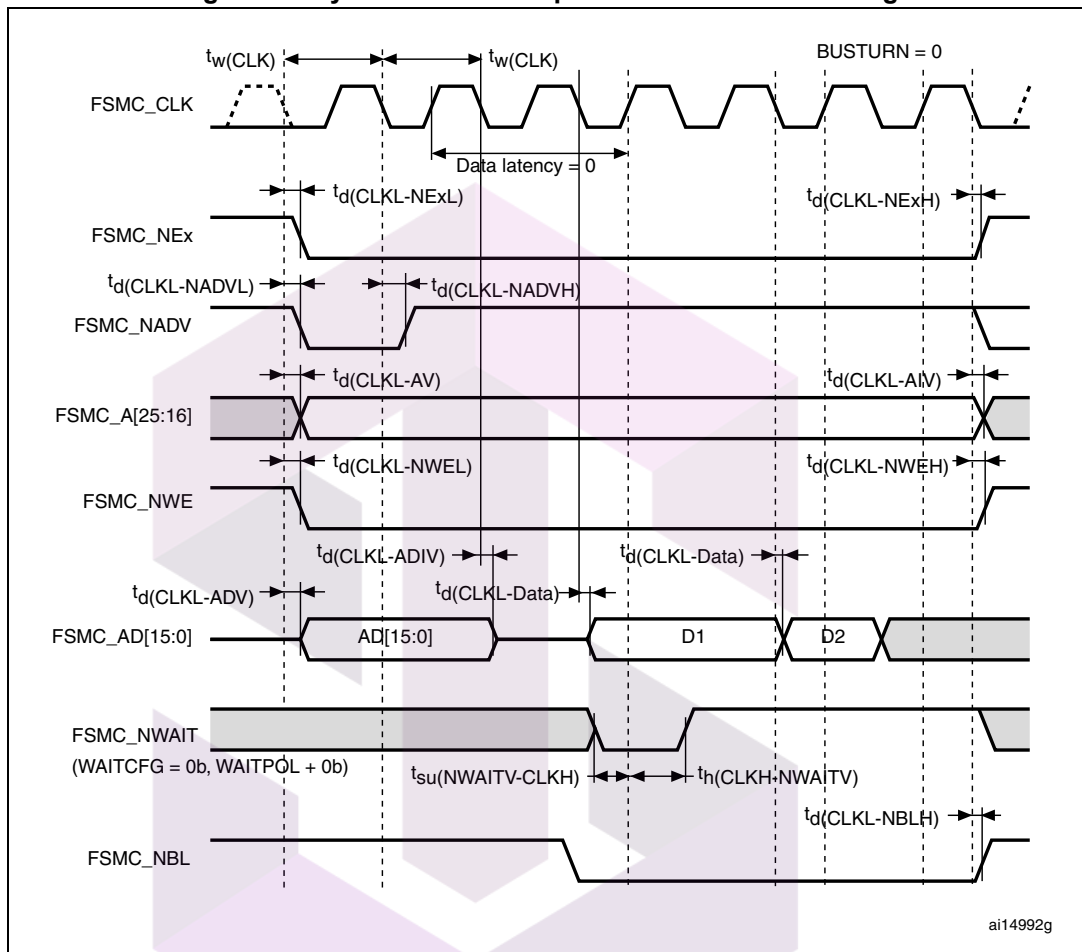 tw(CLK) tw(CLK) BUSTURN = 0
FSMC_CLK
Data latency = 0
td(CLKL-NExL) td(CLKL-NExH)
FSMC_NEx
td(CLKL-NADVL) td(CLKL-NADVH)
FSMC_NADV
td(CLKL-AV) td(CLKL-AIV)
FSMC_A[25:16]
td(CLKL-NWEL) td(CLKL-NWEH)
FSMC_NWE
td(CLKL-ADIV) td(CLKL-Data)
td(CLKL-ADV) td(CLKL-Data)
FSMC_AD[15:0] AD[15:0] D1 D2
FSMC_NWAIT
(WAITCFG = 0b, WAITPOL + 0b) tsu(NWAITV-CLKH) th(CLKH-NWAITV)
td(CLKL-NBLH)
FSMC_NBL
ai14992g